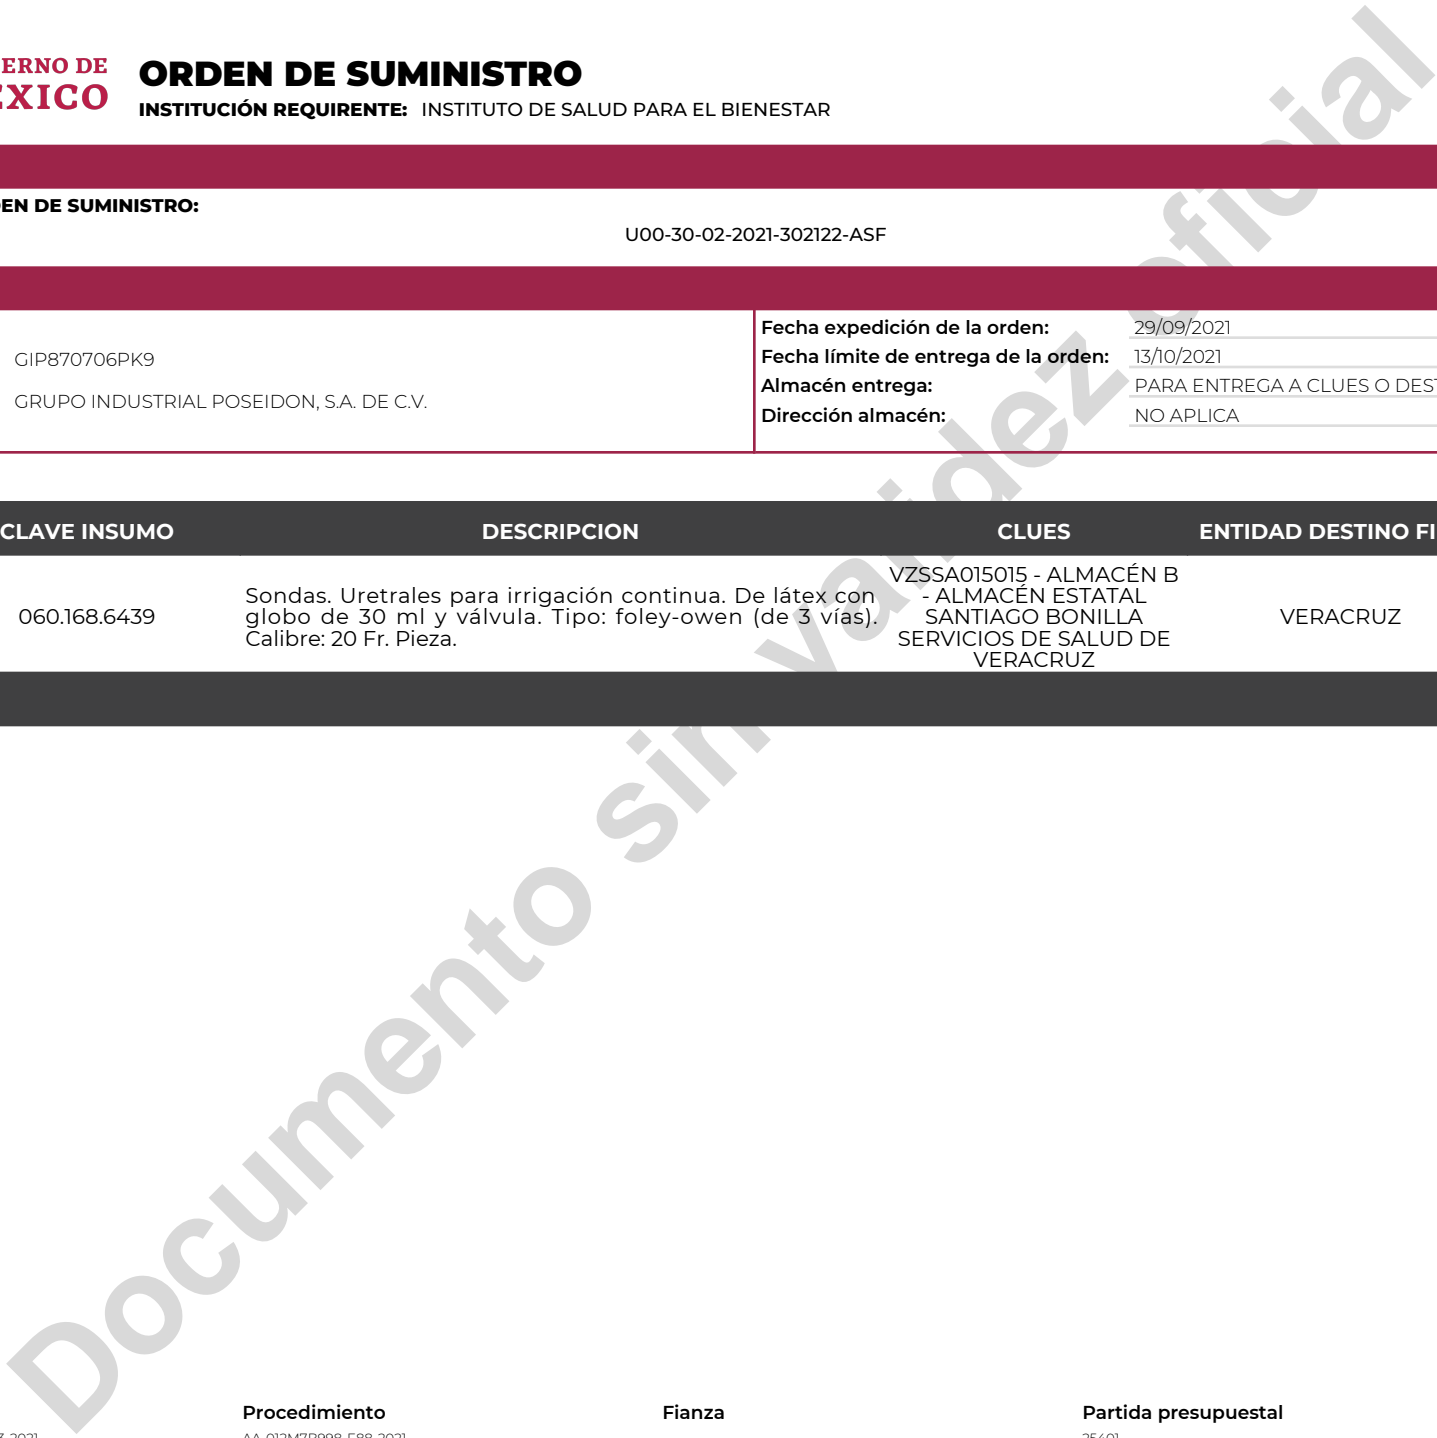 ERNO DE
EXICO
ORDEN DE SUMINISTRO
INSTITUCIÓN REQUIRENTE: INSTITUTO DE SALUD PARA EL BIENESTAR
EN DE SUMINISTRO:
U00-30-02-2021-302122-ASF
GIP870706PK9
GRUPO INDUSTRIAL POSEIDON, S.A. DE C.V.
Fecha expedición de la orden: 29/09/2021
Fecha límite de entrega de la orden: 13/10/2021
Almacén entrega: PARA ENTREGA A CLUES O DEST
Dirección almacén: NO APLICA
CLAVE INSUMO DESCRIPCION CLUES ENTIDAD DESTINO FI
060.168.6439
Sondas. Uretrales para irrigación continua. De látex con
globo de 30 ml y válvula. Tipo: foley-owen (de 3 vías).
Calibre: 20 Fr. Pieza.
VZSSA015015 - ALMACÉN B
- ALMACÉN ESTATAL
SANTIAGO BONILLA
SERVICIOS DE SALUD DE
VERACRUZ
VERACRUZ
Documento sin validez oficial
Procedimiento Fianza Partida presupuestal